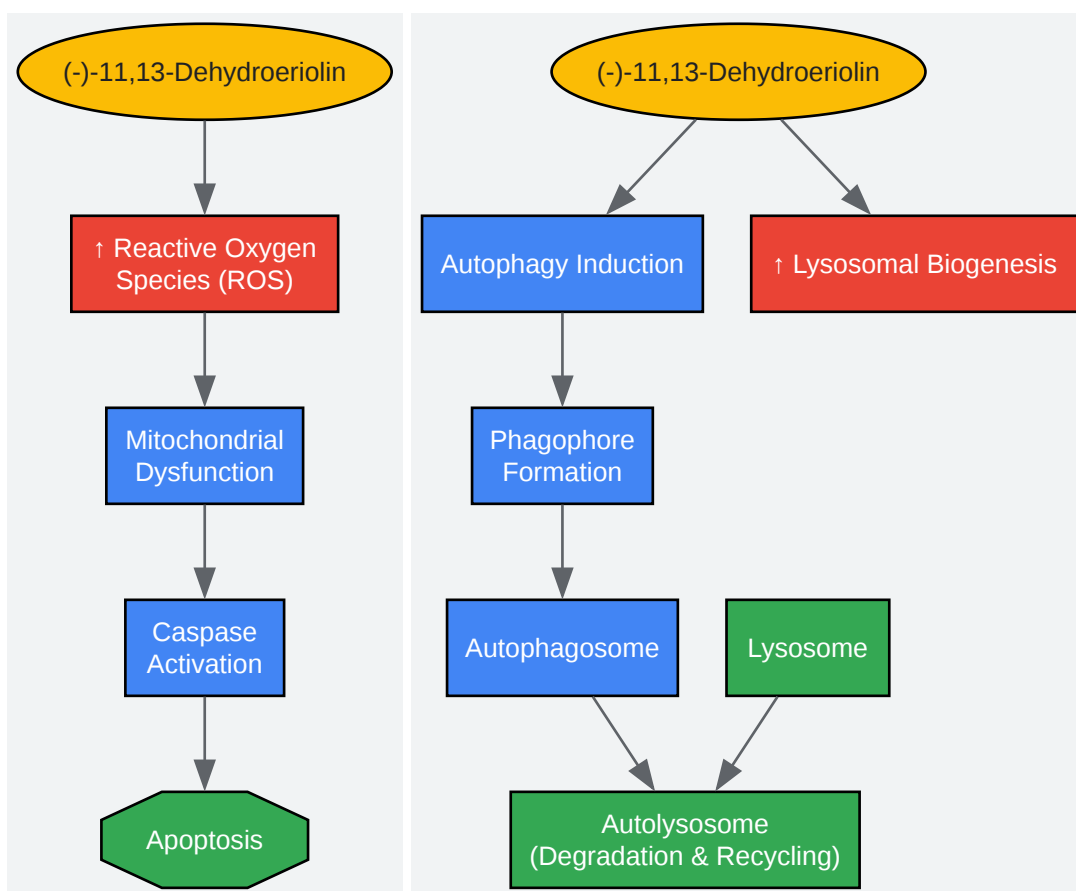 (-)-11,13-Dehydroeriolin
↑ Reactive Oxygen
Species (ROS)
Mitochondrial
Dysfunction
Caspase
Activation
Apoptosis
(-)-11,13-Dehydroeriolin
Autophagy Induction
↑ Lysosomal Biogenesis
Phagophore
Formation
Autophagosome
Lysosome
Autolysosome
(Degradation & Recycling)